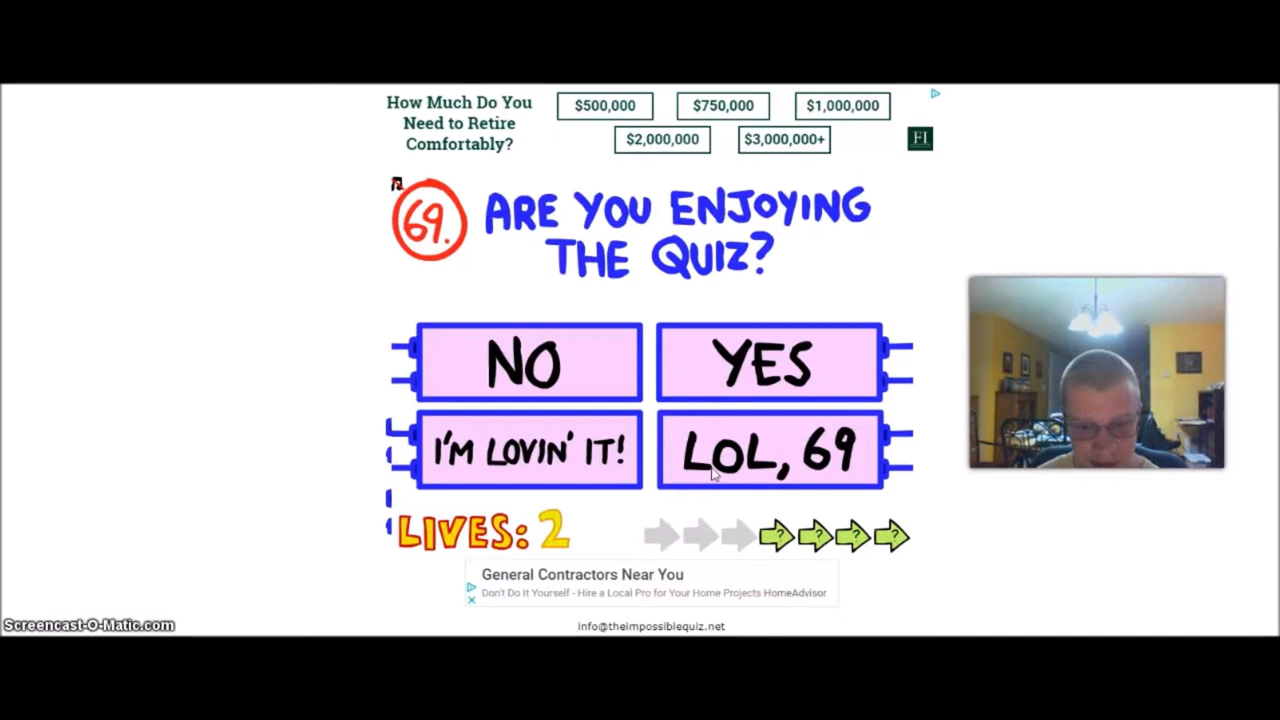 How Much Do You
Need to Retire
Comfortably?
$500,000
$750,000
$1,000,000
$2,000,000
$3,000,000+
FI
69.
ARE YOU ENJOYING
THE QUIZ?
NO
YES
I'M LOVIN' IT!
LOL, 69
LIVES: 2
? ? ? ?
General Contractors Near You
Don't Do It Yourself - Hire a Local Pro for Your Home Projects HomeAdvisor
Screencast-O-Matic.com
info@theimpossiblequiz.net